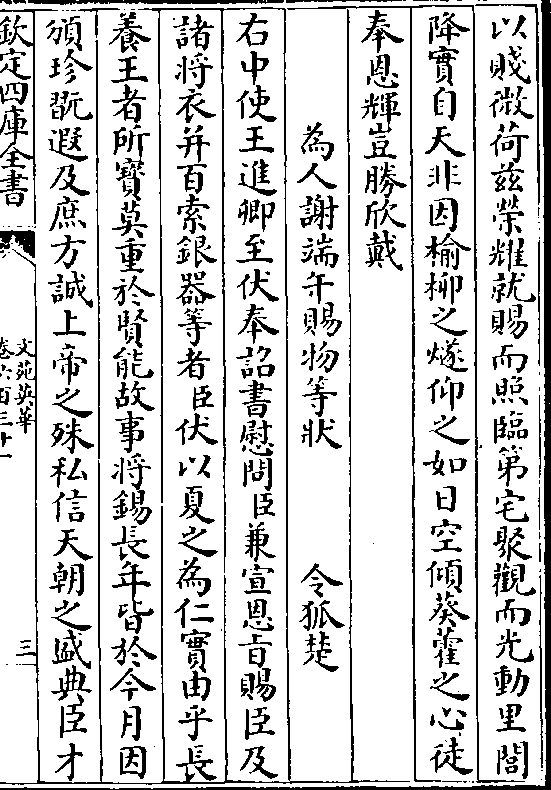 以賤微荷兹榮耀就賜而照臨第宅聚觀而光動里閭
降實自天非因榆柳之燧仰之如日空傾葵藿之心徒
奉恩輝豈勝欣戴
為人謝端午賜物等狀 令狐楚
右中使王進卿至伏奉詔書慰問臣兼宣恩旨賜臣及
諸將衣并百索銀器等者臣伏以夏之為仁實由乎長
養王者所寶莫重於賢能故事將錫長年皆於今月因
頒珍翫遐及庶方誠上帝之殊私信天朝之盛典臣才
欽定四庫全書
文苑英華
卷六百三十一
三